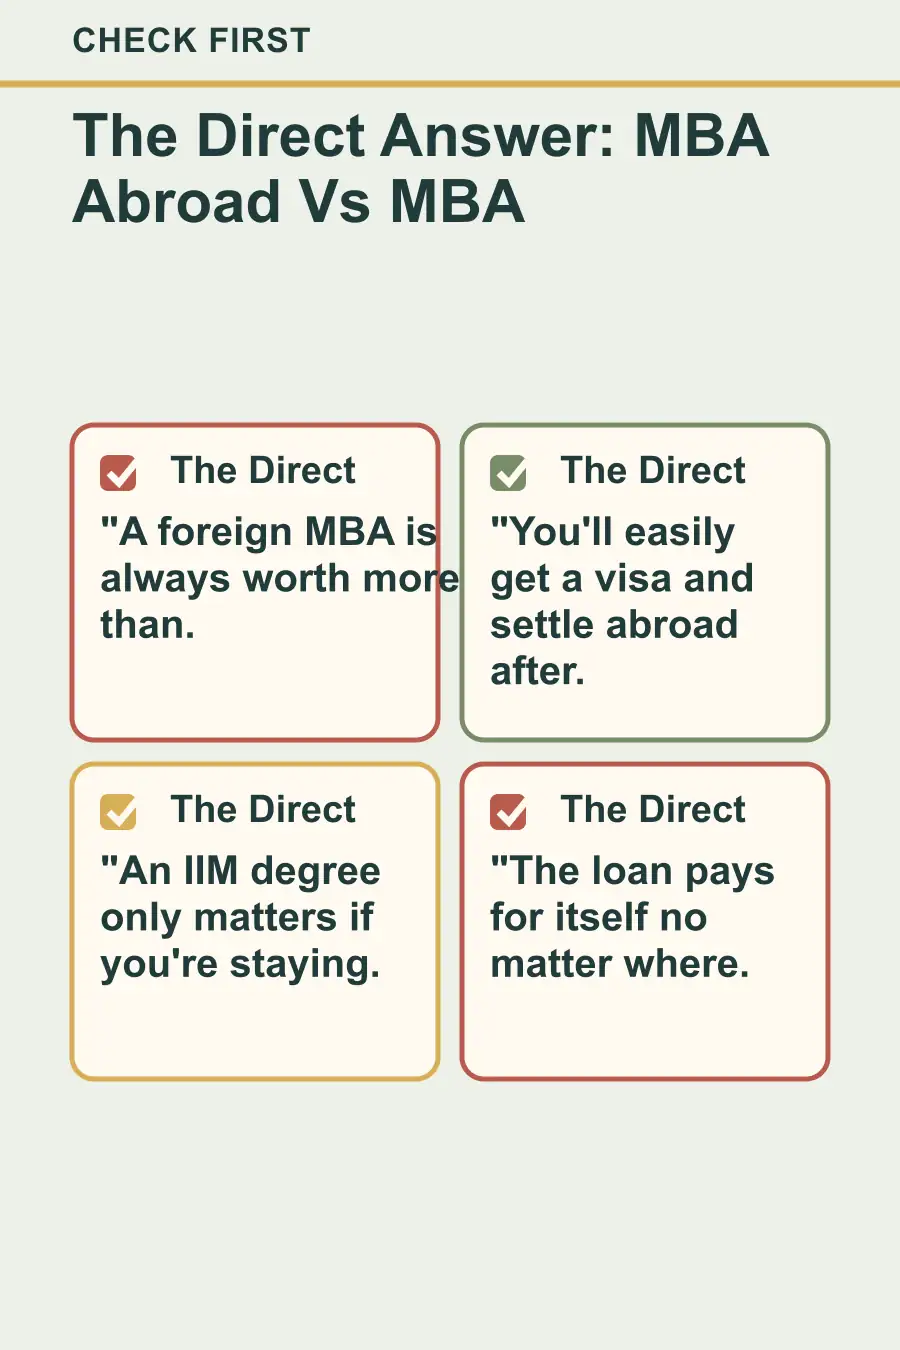 CHECK FIRST
The Direct Answer: MBA
Abroad Vs MBA
The Direct
"A foreign MBA is
always worth more
than.
The Direct
"You'll easily
get a visa and
settle abroad
after.
The Direct
"An IIM degree
only matters if
you're staying.
The Direct
"The loan pays
for itself no
matter where.